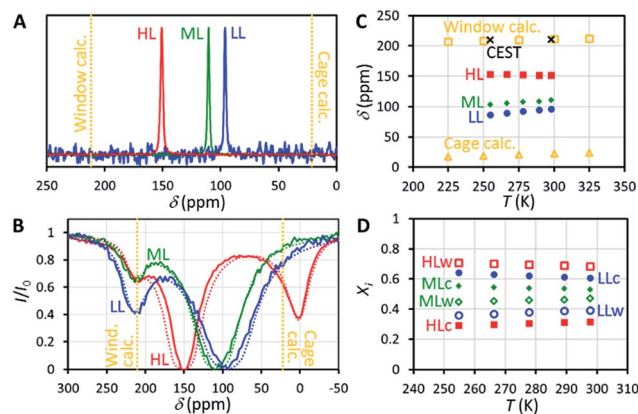 A
HL
ML
LL
Window calc.
Cage calc.
250
200
150
100
50
0
δ (ppm)
C
250
200
150
100
50
0
δ (ppm)
Window calc.
CEST
HL
ML
LL
Cage calc.
225
250
275
300
325
T (K)
B
1
0.8
0.6
0.4
0.2
0
I/I0
ML
LL
HL
Wind. calc.
Cage calc.
300
250
200
150
100
50
0
-50
δ (ppm)
D
1
0.8
0.6
0.4
0.2
0
Xi
HLw
MLc
MLw
HLc
LLc
LLw
250
260
270
280
290
300
T (K)